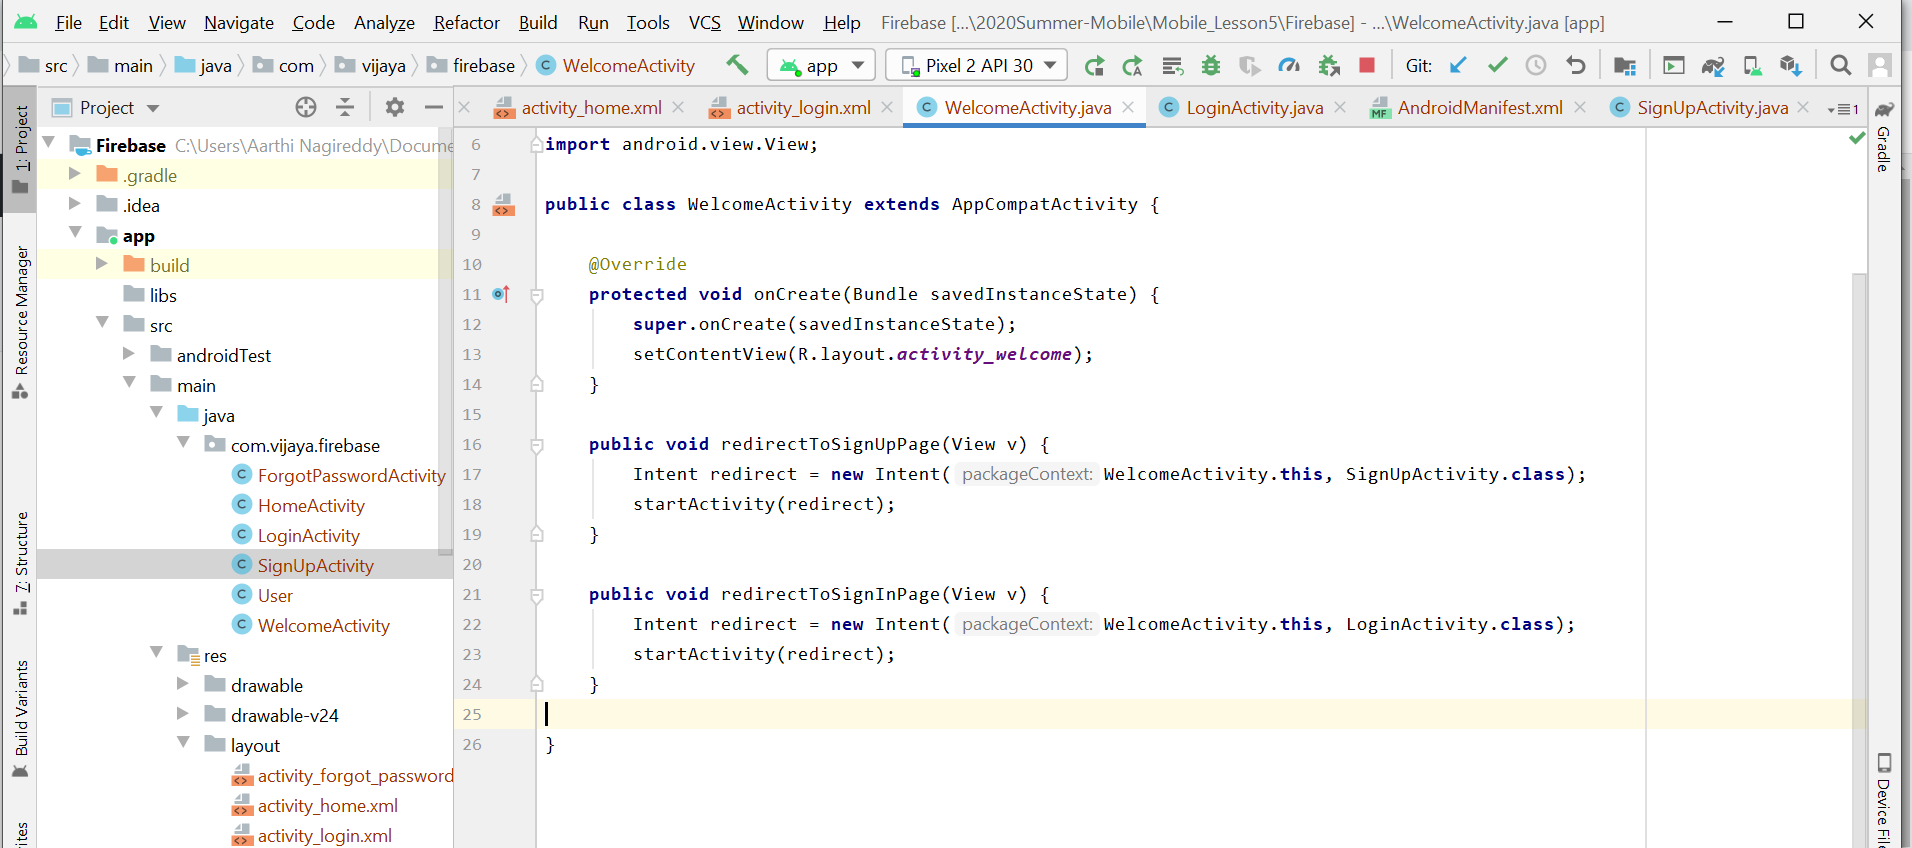 File Edit View Navigate Code Analyze Refactor Build Run Tools VCS Window Help Firebase [...\2020Summer-Mobile\Mobile_Lesson5\Firebase] - ...\WelcomeActivity.java [app]
src main java com vijaya firebase WelcomeActivity app Pixel 2 API 30 Git:
Project
activity_home.xml activity_login.xml WelcomeActivity.java LoginActivity.java AndroidManifest.xml SignUpActivity.java 1
1: Project
Resource Manager
7: Structure
Build Variants
Firebase C:\Users\Aarthi Nagireddy\Docume
.gradle
.idea
app
build
libs
src
androidTest
main
java
com.vijaya.firebase
ForgotPasswordActivity
HomeActivity
LoginActivity
SignUpActivity
User
WelcomeActivity
res
drawable
drawable-v24
layout
activity_forgot_password
activity_home.xml
activity_login.xml
6 import android.view.View;
7
8 public class WelcomeActivity extends AppCompatActivity {
9
10 @Override
11 protected void onCreate(Bundle savedInstanceState) {
12 super.onCreate(savedInstanceState);
13 setContentView(R.layout.activity_welcome);
14 }
15
16 public void redirectToSignUpPage(View v) {
17 Intent redirect = new Intent( packageContext: WelcomeActivity.this, SignUpActivity.class);
18 startActivity(redirect);
19 }
20
21 public void redirectToSignInPage(View v) {
22 Intent redirect = new Intent( packageContext: WelcomeActivity.this, LoginActivity.class);
23 startActivity(redirect);
24 }
25
26 }
Gradle
Device File